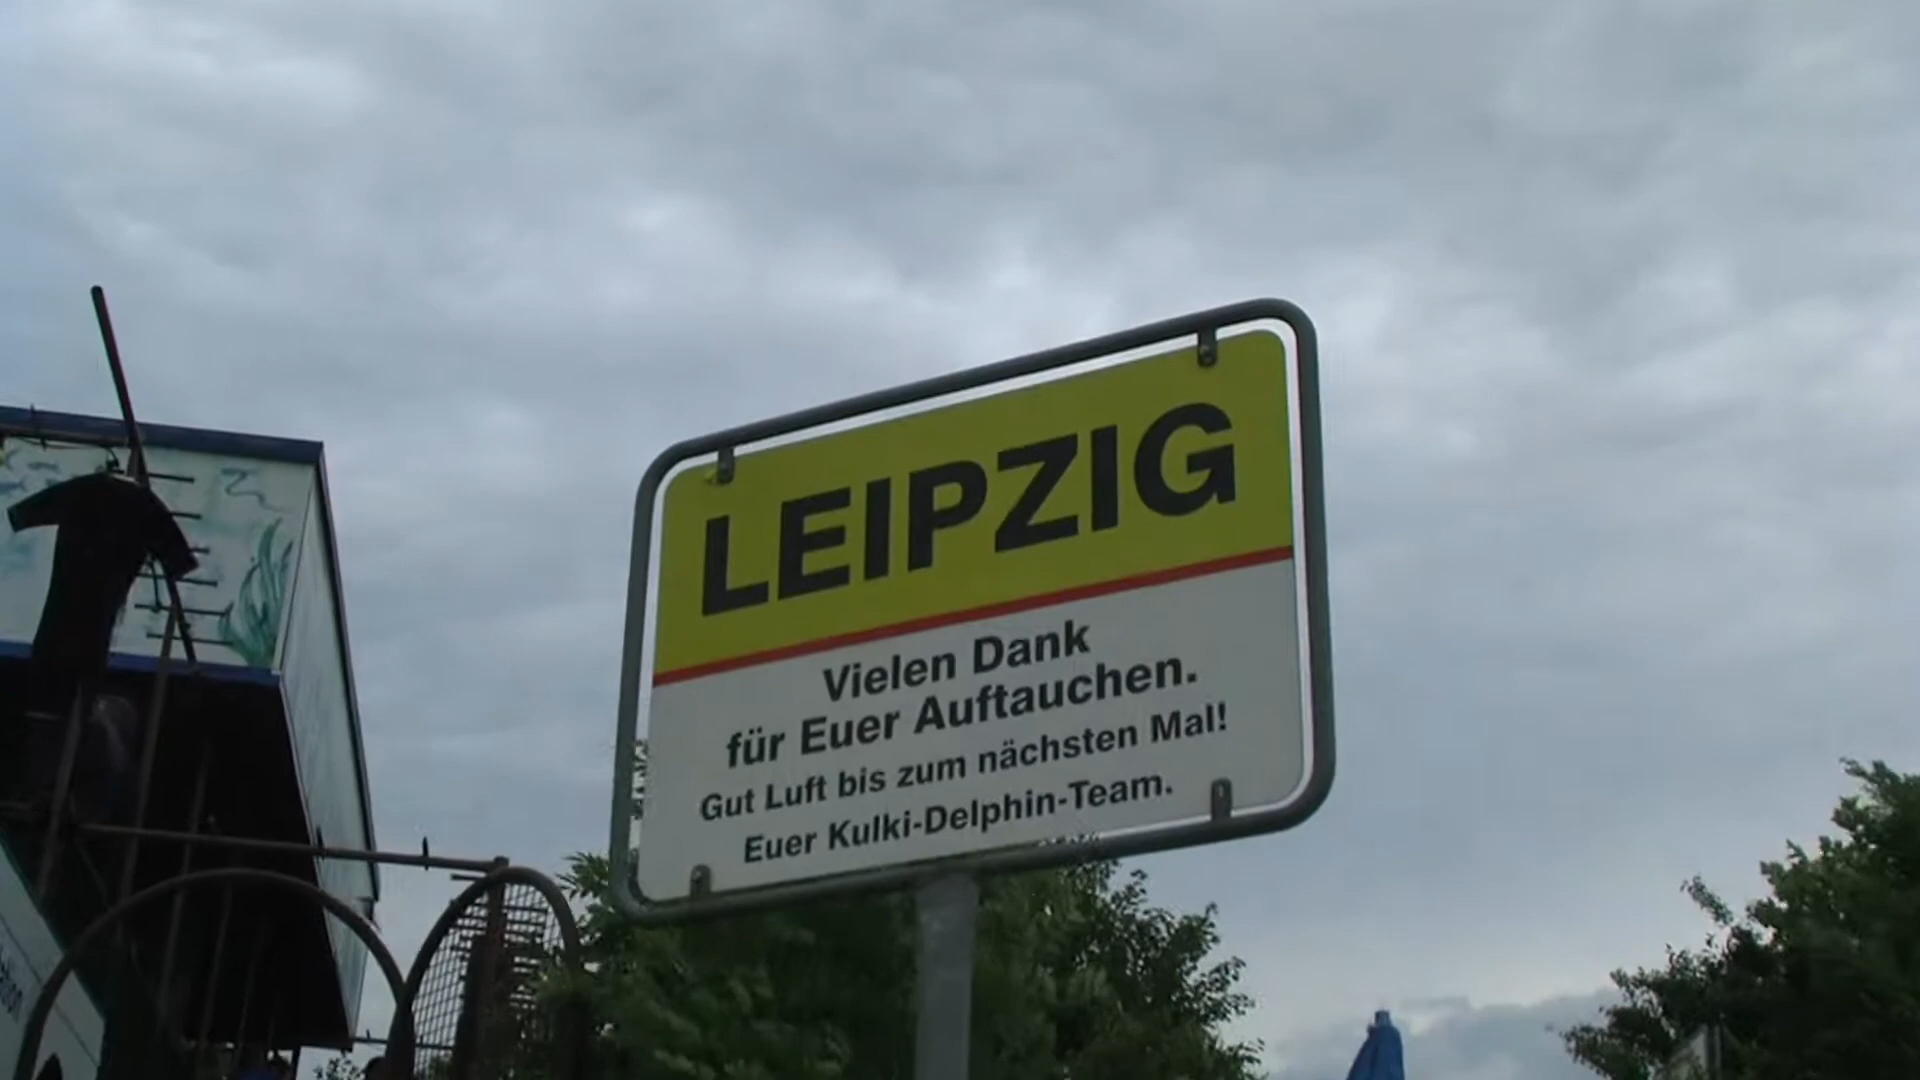 LEIPZIG
Vielen Dank
für Euer Auftauchen.
Gut Luft bis zum nächsten Mal!
Euer Kulki-Delphin-Team.